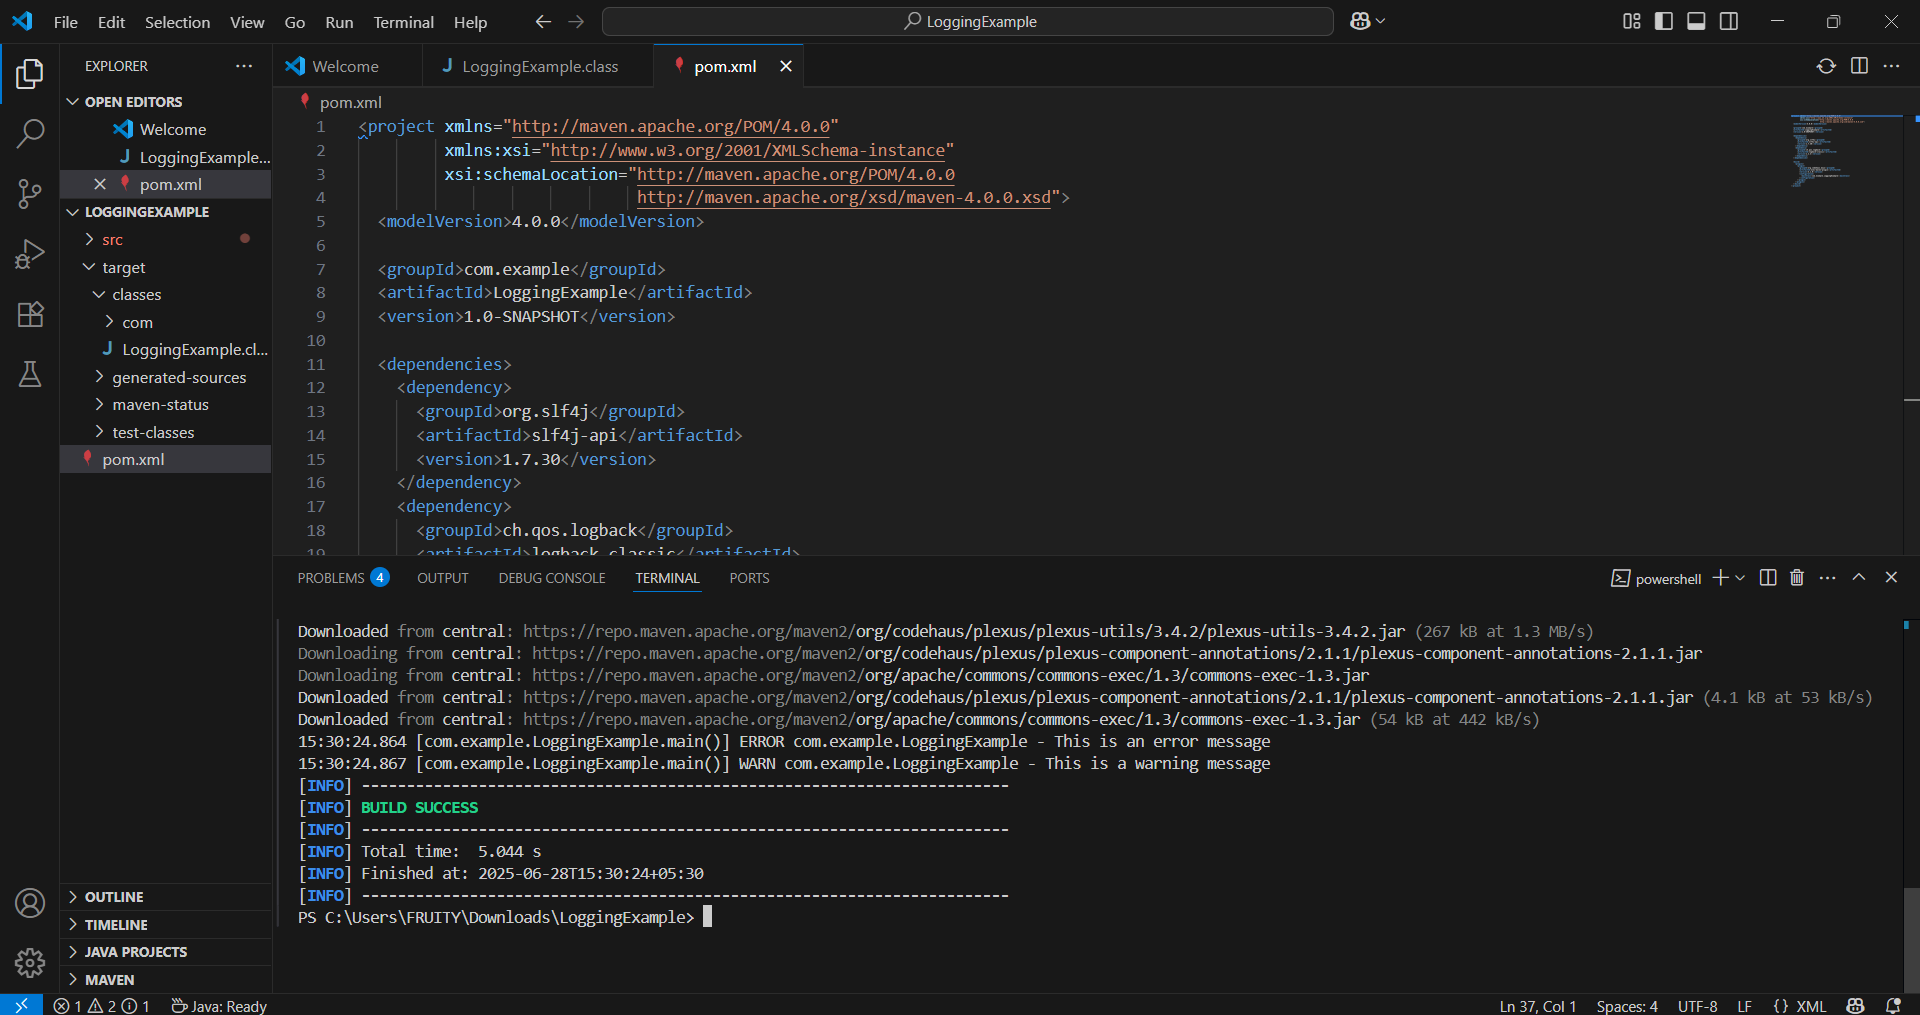 File Edit Selection View Go Run Terminal Help
LoggingExample
EXPLORER
OPEN EDITORS
Welcome
LoggingExample...
pom.xml
LOGGINGEXAMPLE
src
target
classes
com
LoggingExample.cl...
generated-sources
maven-status
test-classes
pom.xml
OUTLINE
TIMELINE
JAVA PROJECTS
MAVEN
Welcome LoggingExample.class pom.xml
pom.xml
1 <project xmlns="http://maven.apache.org/POM/4.0.0"
2 xmlns:xsi="http://www.w3.org/2001/XMLSchema-instance"
3 xsi:schemaLocation="http://maven.apache.org/POM/4.0.0
4 http://maven.apache.org/xsd/maven-4.0.0.xsd">
5 <modelVersion>4.0.0</modelVersion>
6
7 <groupId>com.example</groupId>
8 <artifactId>LoggingExample</artifactId>
9 <version>1.0-SNAPSHOT</version>
10
11 <dependencies>
12 <dependency>
13 <groupId>org.slf4j</groupId>
14 <artifactId>slf4j-api</artifactId>
15 <version>1.7.30</version>
16 </dependency>
17 <dependency>
18 <groupId>ch.qos.logback</groupId>
19 <artifactId>logback-classic</artifactId>
PROBLEMS 4 OUTPUT DEBUG CONSOLE TERMINAL PORTS
powershell
Downloaded from central: https://repo.maven.apache.org/maven2/org/codehaus/plexus/plexus-utils/3.4.2/plexus-utils-3.4.2.jar (267 kB at 1.3 MB/s)
Downloading from central: https://repo.maven.apache.org/maven2/org/codehaus/plexus/plexus-component-annotations/2.1.1/plexus-component-annotations-2.1.1.jar
Downloading from central: https://repo.maven.apache.org/maven2/org/apache/commons/commons-exec/1.3/commons-exec-1.3.jar
Downloaded from central: https://repo.maven.apache.org/maven2/org/codehaus/plexus/plexus-component-annotations/2.1.1/plexus-component-annotations-2.1.1.jar (4.1 kB at 53 kB/s)
Downloaded from central: https://repo.maven.apache.org/maven2/org/apache/commons/commons-exec/1.3/commons-exec-1.3.jar (54 kB at 442 kB/s)
15:30:24.864 [com.example.LoggingExample.main()] ERROR com.example.LoggingExample - This is an error message
15:30:24.867 [com.example.LoggingExample.main()] WARN com.example.LoggingExample - This is a warning message
[INFO] ------------------------------------------------------------------------
[INFO] BUILD SUCCESS
[INFO] ------------------------------------------------------------------------
[INFO] Total time:  5.044 s
[INFO] Finished at: 2025-06-28T15:30:24+05:30
[INFO] ------------------------------------------------------------------------
PS C:\Users\FRUITY\Downloads\LoggingExample>
1 2 1 Java: Ready
Ln 37, Col 1 Spaces: 4 UTF-8 LF {} XML